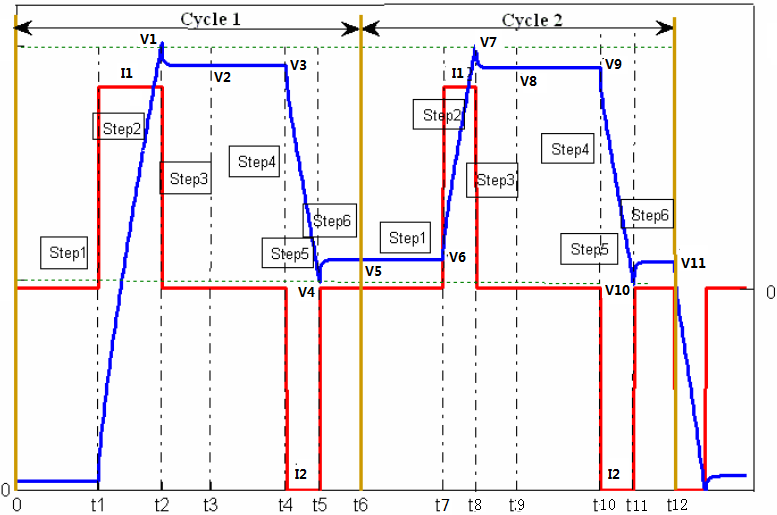 Cycle 1 Cycle 2
V1 V7
V2 V3 V8 V9
I1 I1
Step2 Step2
Step3 Step4 Step3 Step4
Step6 Step6
Step1 Step5 Step1 Step5
V4 V5 V6 V10 V11
0
I2 I2
0
0 t1 t2 t3 t4 t5 t6 t7 t8 t9 t10 t11 t12